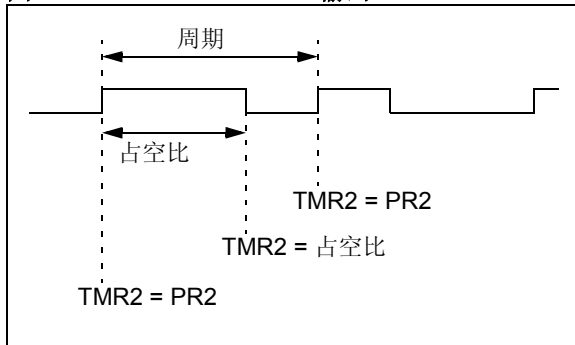 周期
占空比
TMR2 = PR2
TMR2 = 占空比
TMR2 = PR2